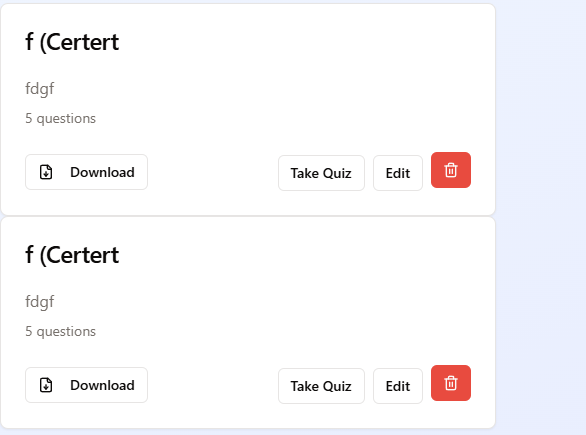 f (Certert
fdgf
5 questions
Download Take Quiz Edit
f (Certert
fdgf
5 questions
Download Take Quiz Edit